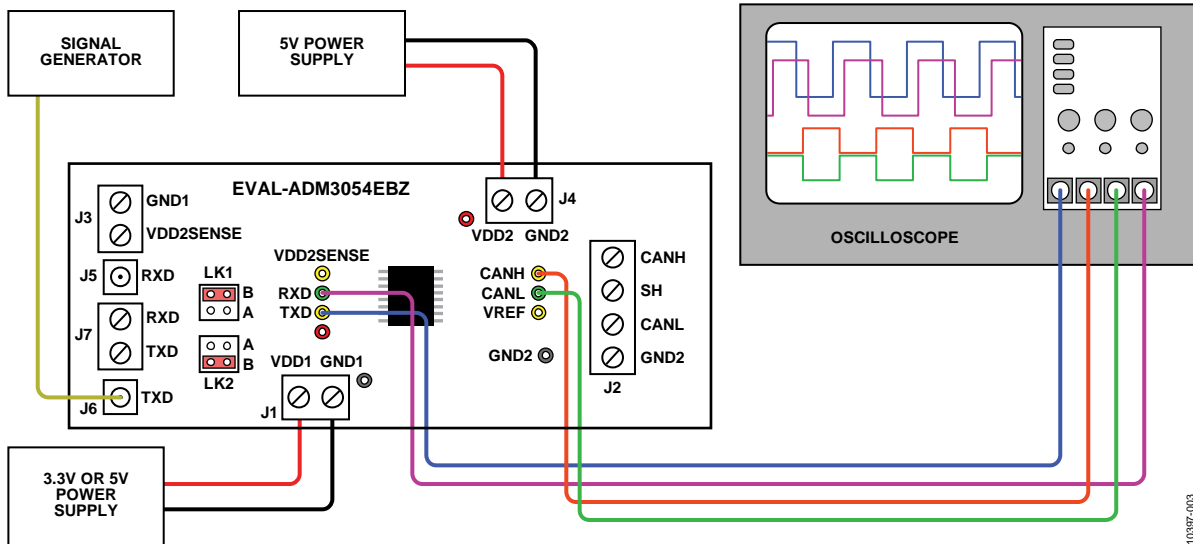 SIGNAL
GENERATOR
5V POWER
SUPPLY
OSCILLOSCOPE
EVAL-ADM3054EBZ
J3
GND1
VDD2SENSE
J5
RXD
J7
RXD
TXD
J6
TXD
LK1
B
A
A
B
LK2
VDD2SENSE
RXD
TXD
VDD1 GND1
J1
J4
VDD2 GND2
CANH
CANL
VREF
GND2
CANH
SH
CANL
GND2
J2
3.3V OR 5V
POWER
SUPPLY
10397-003